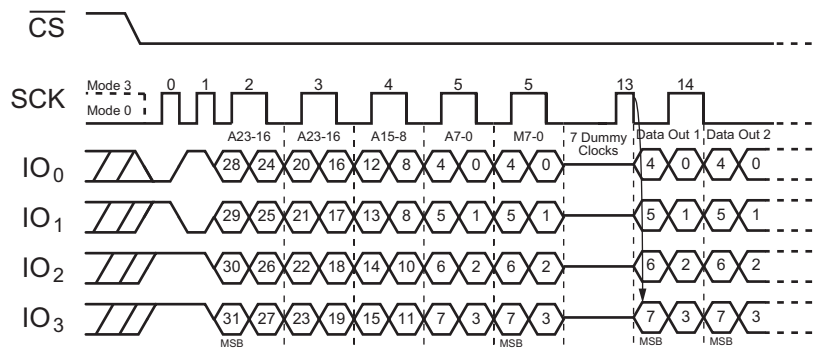 CS
SCK Mode 3 0 1 2 3 4 5 5 13 14
Mode 0
A23-16 A23-16 A15-8 A7-0 M7-0 7 Dummy Clocks Data Out 1 Data Out 2
IO0 28 24 20 16 12 8 4 0 4 0 4 0 4 0
IO1 29 25 21 17 13 8 5 1 5 1 5 1 5 1
IO2 30 26 22 18 14 10 6 2 6 2 6 2 6 2
IO3 31 27 23 19 15 11 7 3 7 3 7 3 7 3
MSB MSB MSB MSB